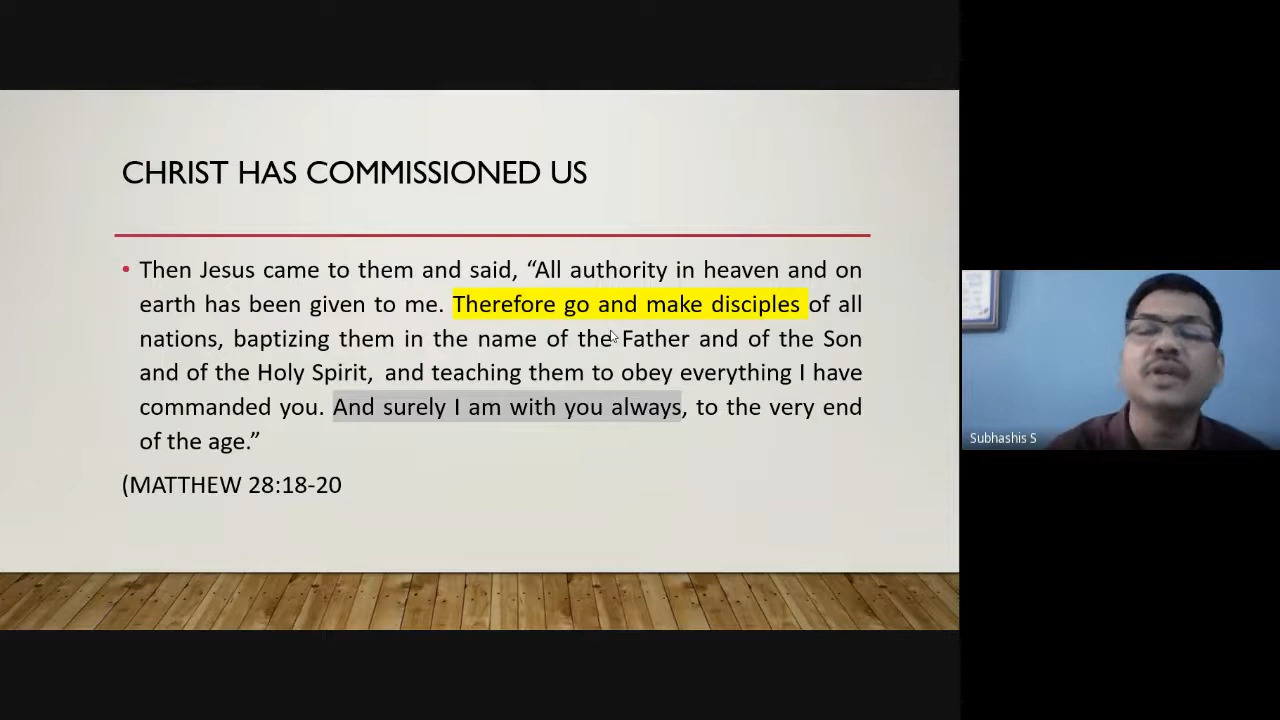 CHRIST HAS COMMISSIONED US
• Then Jesus came to them and said, “All authority in heaven and on
earth has been given to me. Therefore go and make disciples of all
nations, baptizing them in the name of the Father and of the Son
and of the Holy Spirit, and teaching them to obey everything I have
commanded you. And surely I am with you always, to the very end
of the age.”
(MATTHEW 28:18-20
Subhashis S